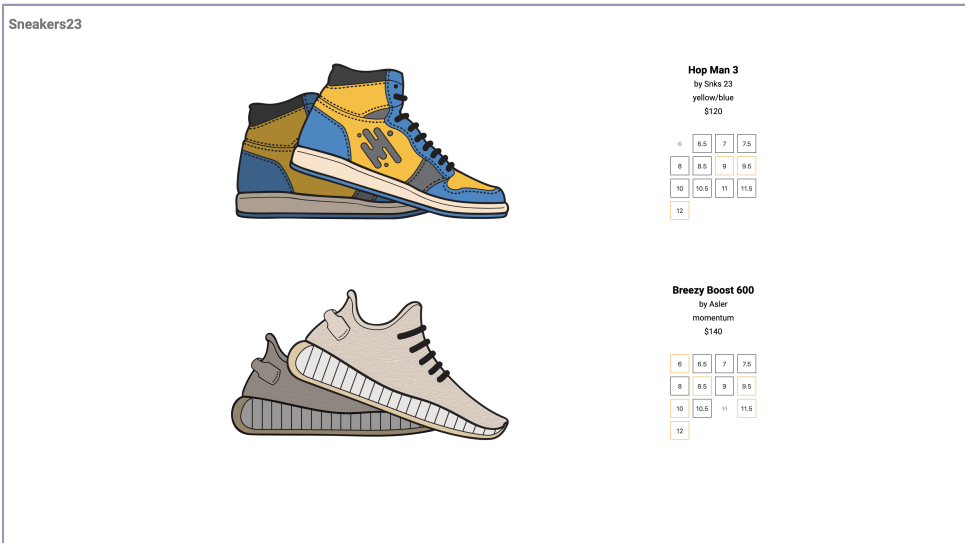 Sneakers23
Hop Man 3
by Snks 23
yellow/blue
$120
6 6.5 7 7.5
8 8.5 9 9.5
10 10.5 11 11.5
12
Breezy Boost 600
by Asler
momentum
$140
6 6.5 7 7.5
8 8.5 9 9.5
10 10.5 11 11.5
12